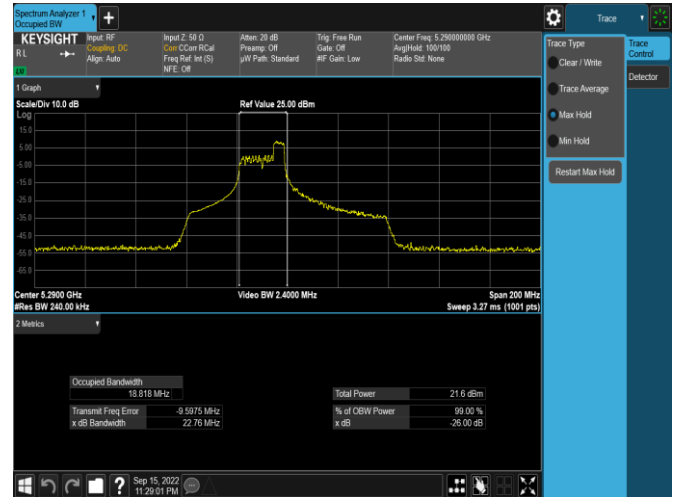 Spectrum Analyzer 1
Occupied BW
Trace
KEYSIGHT
Input: RF
Input Z: 50 Ω
Atten: 20 dB
Trig: Free Run
Center Freq: 5.290000000 GHz
R L
Coupling: DC
Corr CCorr RCal
Preamp: Off
Gate: Off
Avg|Hold: 100/100
Align: Auto
Freq Ref: Int (S)
µW Path: Standard
#IF Gain: Low
Radio Std: None
NFE: Off
Trace Type
Clear / Write
Trace Average
Max Hold
Min Hold
Restart Max Hold
Trace
Control
Detector
1 Graph
Scale/Div 10.0 dB
Ref Value 25.00 dBm
Log
15.0
5.00
-5.00
-15.0
-25.0
-35.0
-45.0
-55.0
-65.0
Center 5.2900 GHz
Video BW 2.4000 MHz
Span 200 MHz
#Res BW 240.00 kHz
Sweep 3.27 ms (1001 pts)
2 Metrics
Occupied Bandwidth
18.818 MHz
Total Power
21.6 dBm
Transmit Freq Error
-9.5975 MHz
% of OBW Power
99.00 %
x dB Bandwidth
22.76 MHz
x dB
-26.00 dB
?
Sep 15, 2022
11:29:01 PM